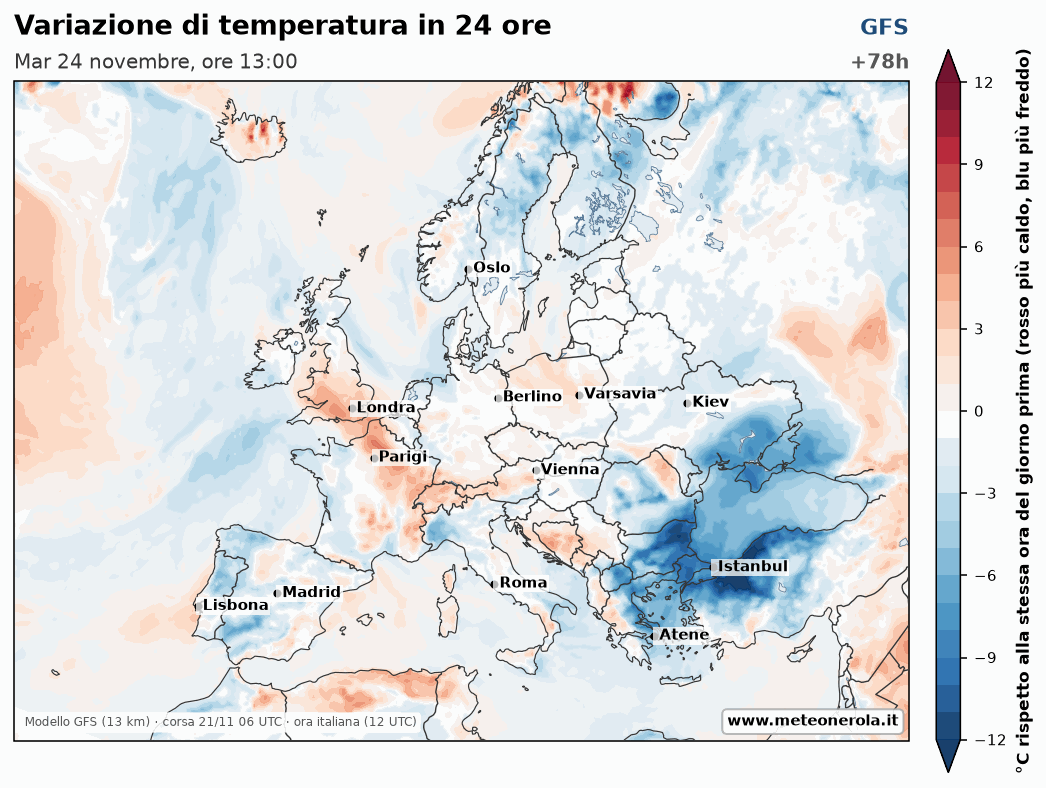 Variazione di temperatura in 24 ore
GFS
Mar 24 novembre, ore 13:00
+78h
Oslo
Londra
Berlino
Varsavia
Kiev
Parigi
Vienna
Istanbul
Roma
Madrid
Lisbona
Atene
Modello GFS (13 km) · corsa 21/11 06 UTC · ora italiana (12 UTC)
www.meteonerola.it
12
9
6
3
0
−3
−6
−9
−12
°C rispetto alla stessa ora del giorno prima (rosso più caldo, blu più freddo)